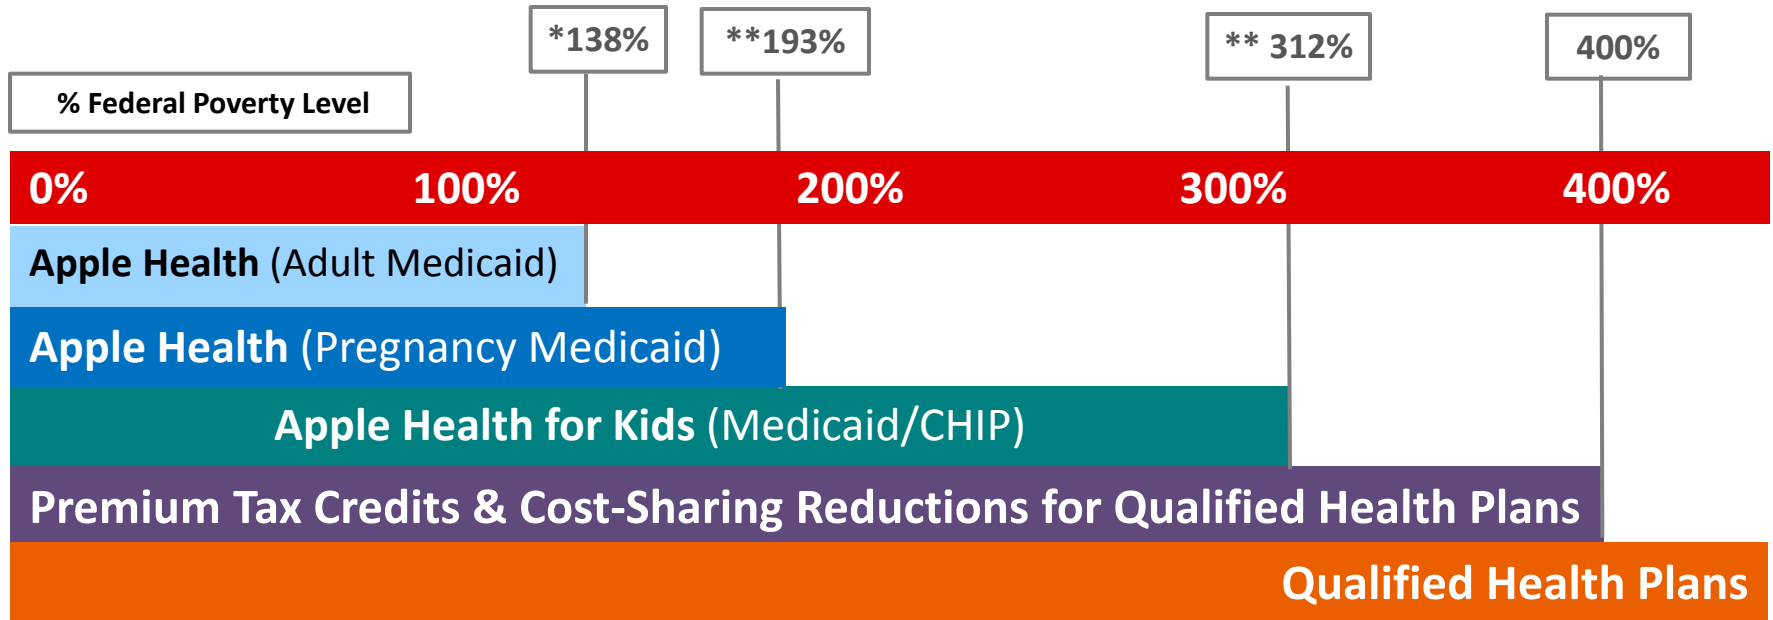 *138%
**193%
** 312%
400%
% Federal Poverty Level
0% 100% 200% 300% 400%
Apple Health (Adult Medicaid)
Apple Health (Pregnancy Medicaid)
Apple Health for Kids (Medicaid/CHIP)
Premium Tax Credits & Cost-Sharing Reductions for Qualified Health Plans
Qualified Health Plans